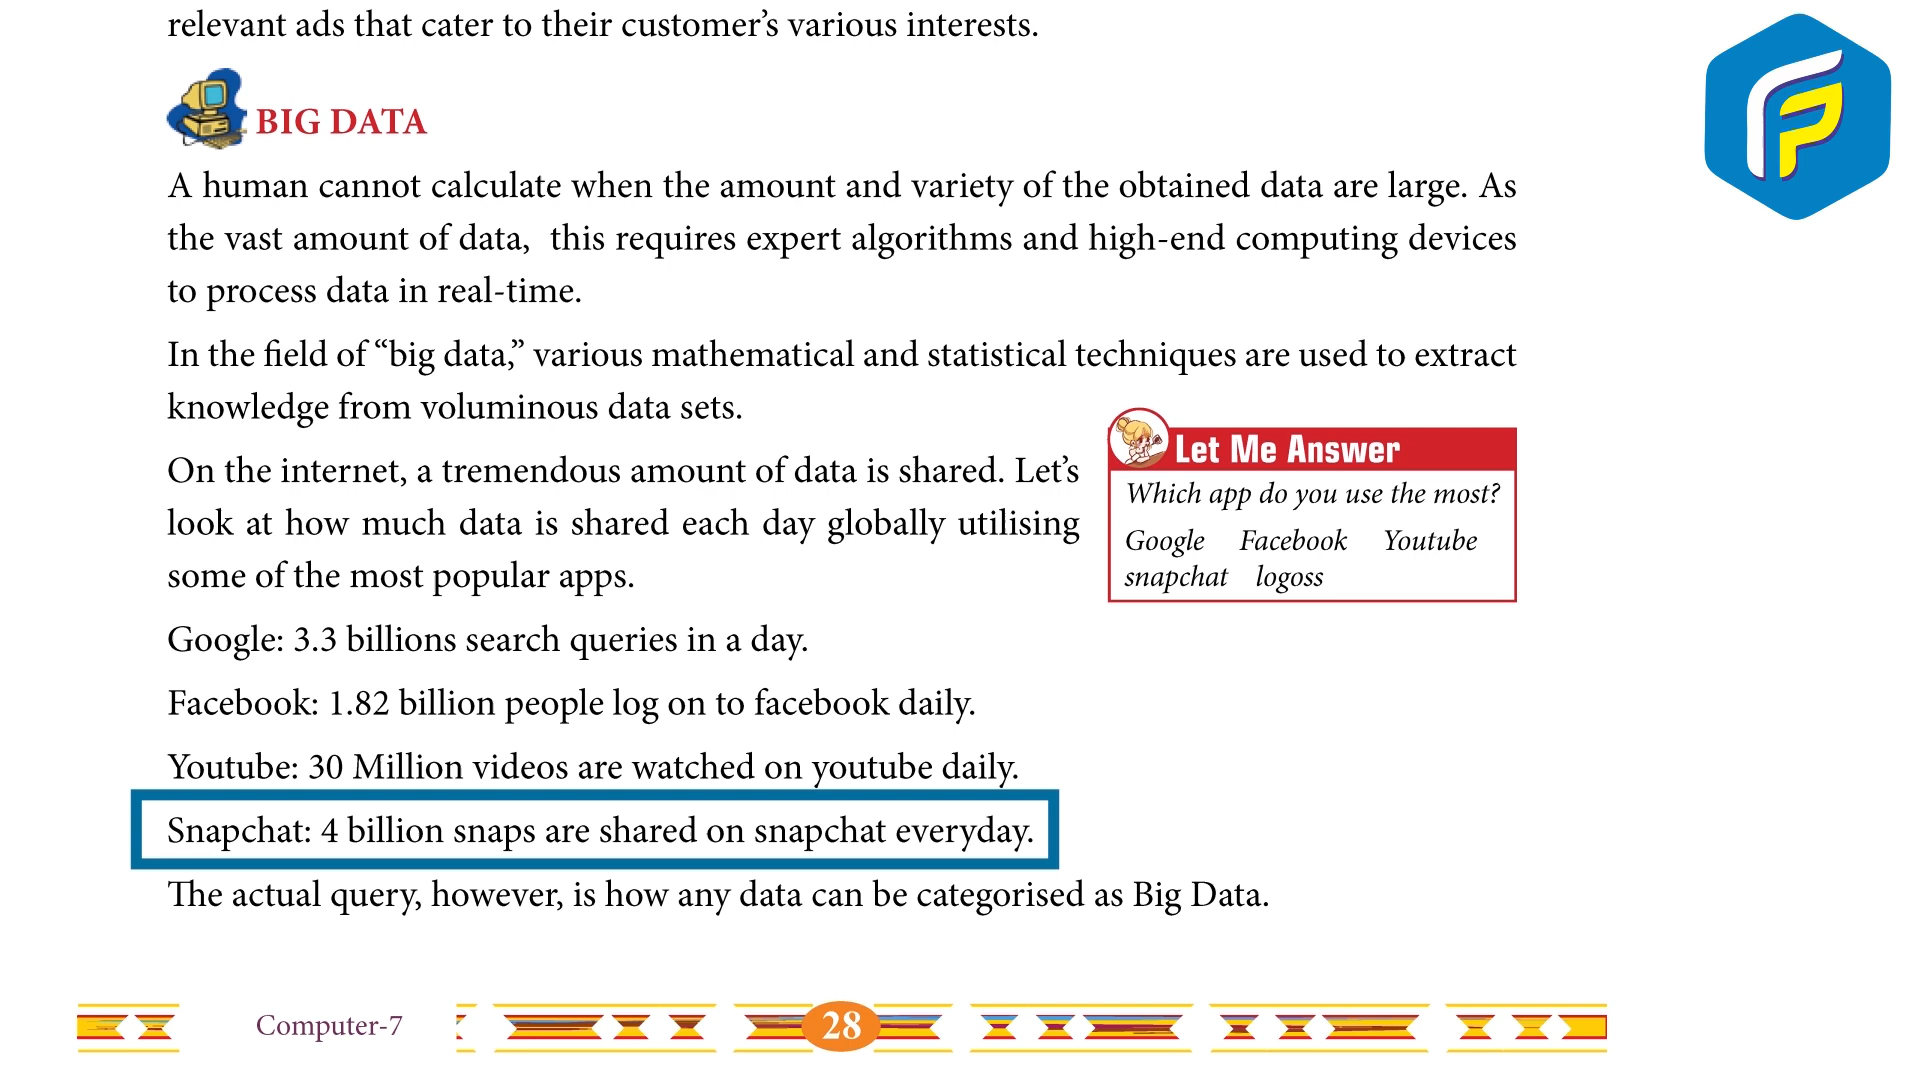 relevant ads that cater to their customer’s various interests.
BIG DATA
A human cannot calculate when the amount and variety of the obtained data are large. As
the vast amount of data, this requires expert algorithms and high-end computing devices
to process data in real-time.
In the field of “big data,” various mathematical and statistical techniques are used to extract
knowledge from voluminous data sets.
On the internet, a tremendous amount of data is shared. Let’s
look at how much data is shared each day globally utilising
some of the most popular apps.
Let Me Answer
Which app do you use the most?
Google Facebook Youtube
snapchat logoss
Google: 3.3 billions search queries in a day.
Facebook: 1.82 billion people log on to facebook daily.
Youtube: 30 Million videos are watched on youtube daily.
Snapchat: 4 billion snaps are shared on snapchat everyday.
The actual query, however, is how any data can be categorised as Big Data.
Computer-7
28